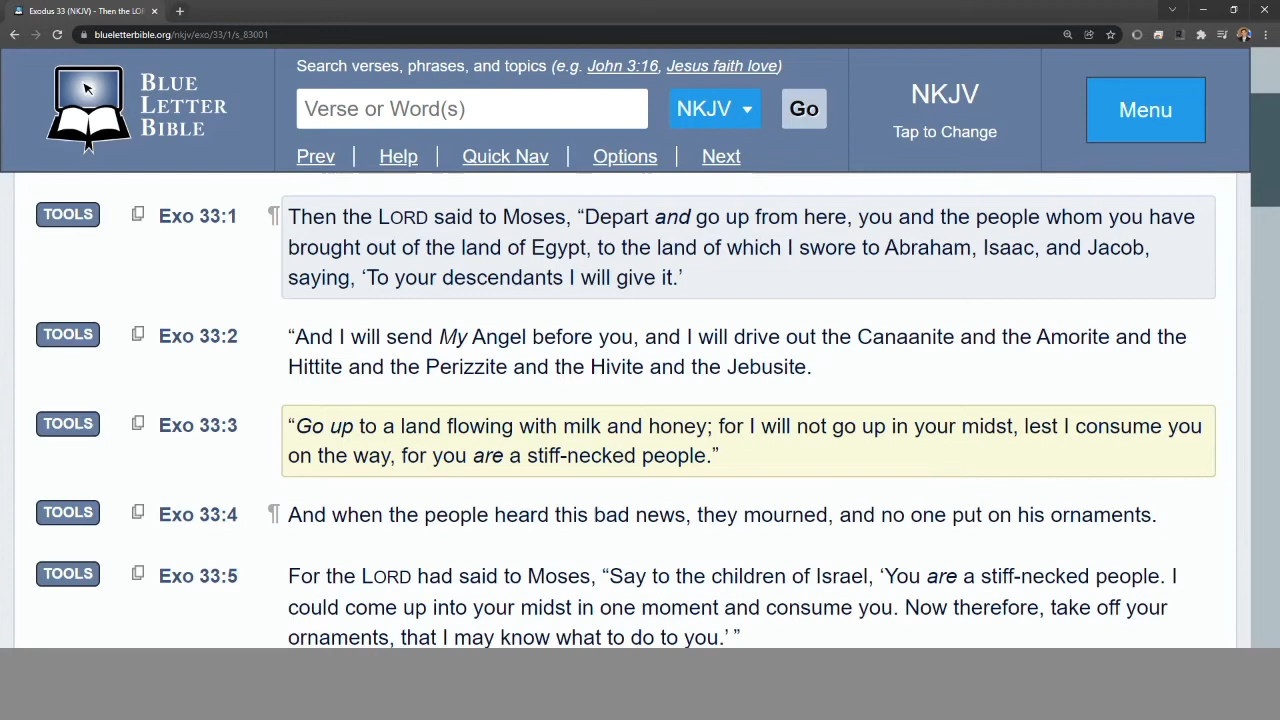 Exodus 33 (NKJV) - Then the LOR
blueletterbible.org/nkjv/exo/33/1/s_83001
BLUE
LETTER
BIBLE
Search verses, phrases, and topics (e.g. John 3:16, Jesus faith love)
Verse or Word(s)
NKJV
Go
Prev | Help | Quick Nav | Options | Next
NKJV
Tap to Change
Menu
TOOLS Exo 33:1 ¶ Then the LORD said to Moses, “Depart and go up from here, you and the people whom you have
brought out of the land of Egypt, to the land of which I swore to Abraham, Isaac, and Jacob,
saying, ‘To your descendants I will give it.’
TOOLS Exo 33:2 “And I will send My Angel before you, and I will drive out the Canaanite and the Amorite and the
Hittite and the Perizzite and the Hivite and the Jebusite.
TOOLS Exo 33:3 “Go up to a land flowing with milk and honey; for I will not go up in your midst, lest I consume you
on the way, for you are a stiff-necked people.”
TOOLS Exo 33:4 ¶ And when the people heard this bad news, they mourned, and no one put on his ornaments.
TOOLS Exo 33:5 For the LORD had said to Moses, “Say to the children of Israel, ‘You are a stiff-necked people. I
could come up into your midst in one moment and consume you. Now therefore, take off your
ornaments, that I may know what to do to you.’ ”